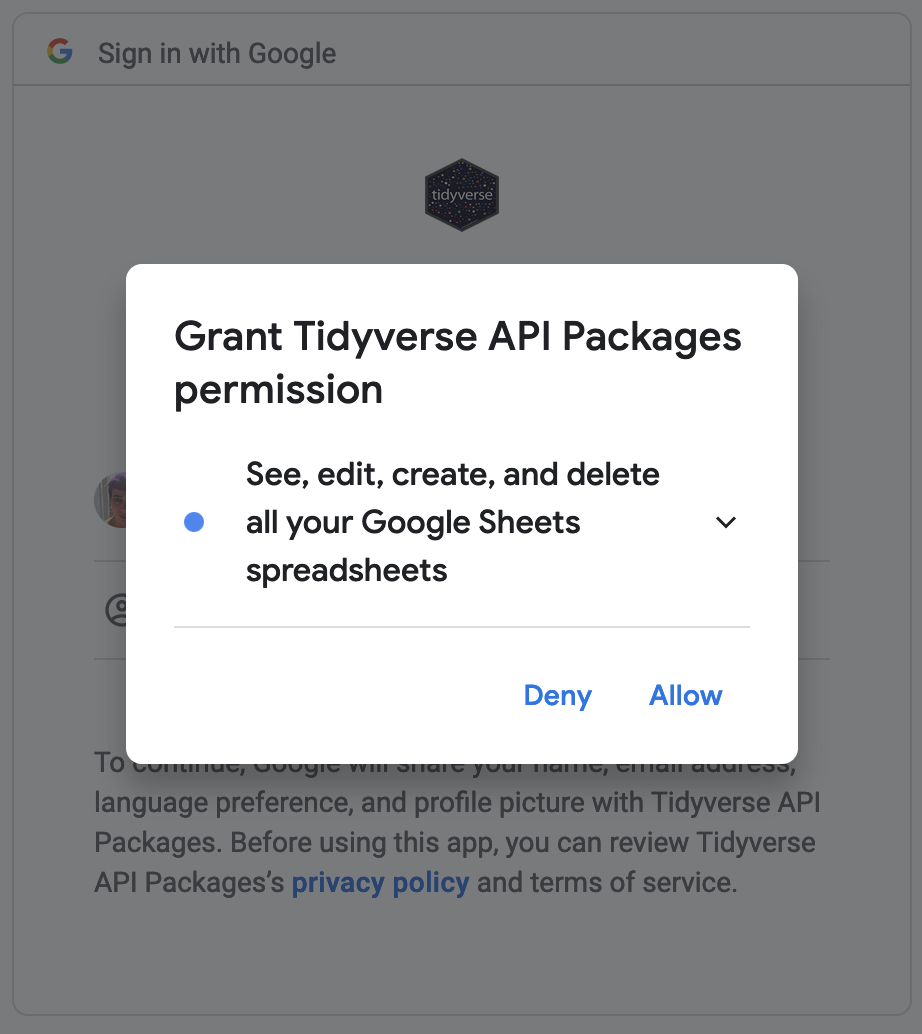 Sign in with Google
tidyverse
Grant Tidyverse API Packages
permission
See, edit, create, and delete
all your Google Sheets
spreadsheets
Deny Allow
To continue, Google will share your name, email address,
language preference, and profile picture with Tidyverse API
Packages. Before using this app, you can review Tidyverse
API Packages’s privacy policy and terms of service.